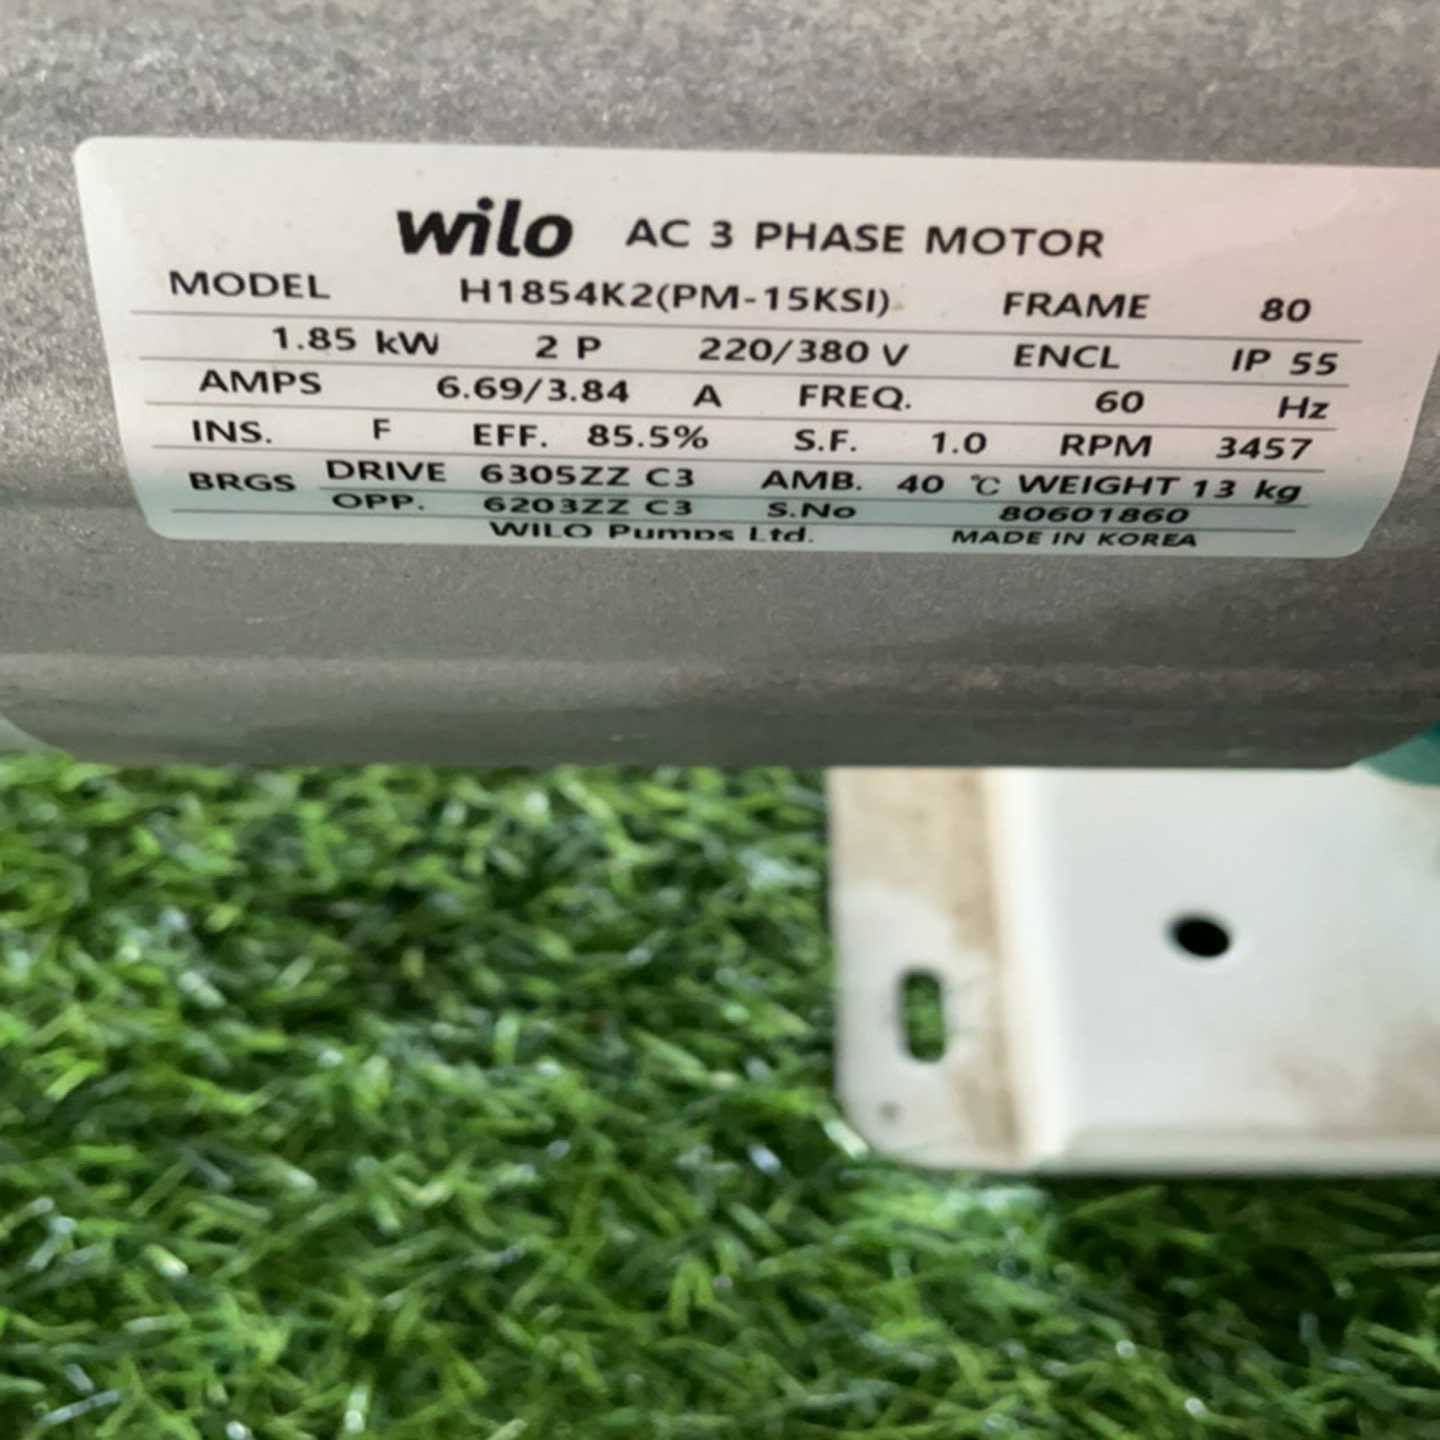 wilo AC 3 PHASE MOTOR
MODEL H1854K2(PM-15KSI) FRAME 80
1.85 kW 2 P 220/380 V ENCL IP 55
AMPS 6.69/3.84 A FREQ. 60 Hz
INS. F EFF. 85.5% S.F. 1.0 RPM 3457
BRGS DRIVE 6305ZZ C3 AMB. 40 ℃ WEIGHT 13 kg
OPP. 6203ZZ C3 S.No 80601860
WILO Pumps Ltd. MADE IN KOREA